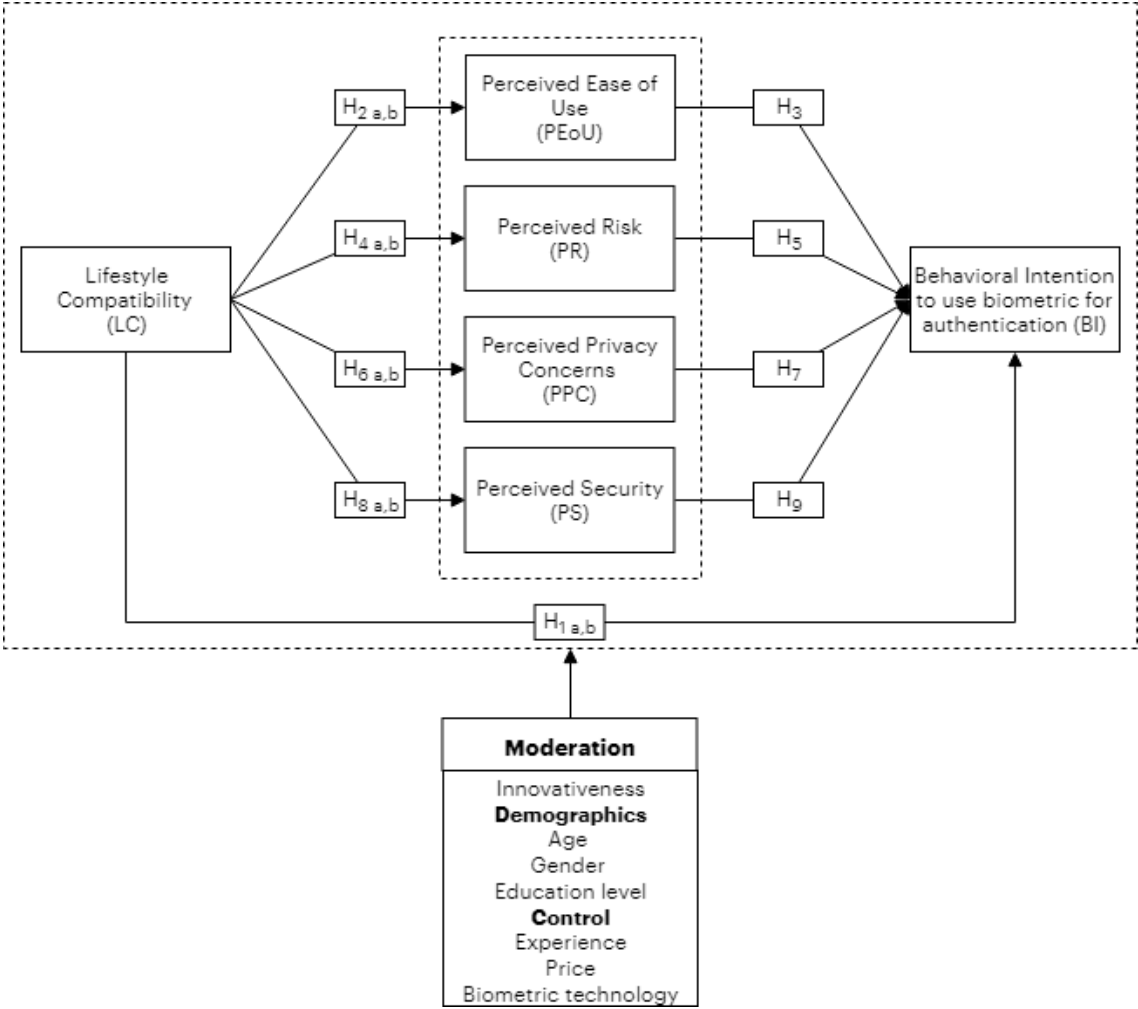 Perceived Ease of
Use
(PEoU)
H2 a,b
H3
Perceived Risk
(PR)
H4 a,b
H5
Lifestyle
Compatibility
(LC)
Behavioral Intention
to use biometric for
authentication (BI)
Perceived Privacy
Concerns
(PPC)
H6 a,b
H7
Perceived Security
(PS)
H8 a,b
H9
H1 a,b
Moderation
Innovativeness
Demographics
Age
Gender
Education level
Control
Experience
Price
Biometric technology